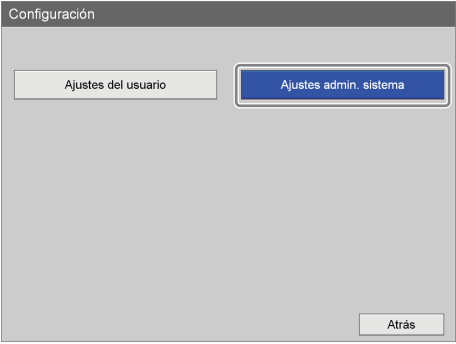 Configuración
Ajustes del usuario
Ajustes admin. sistema
Atrás